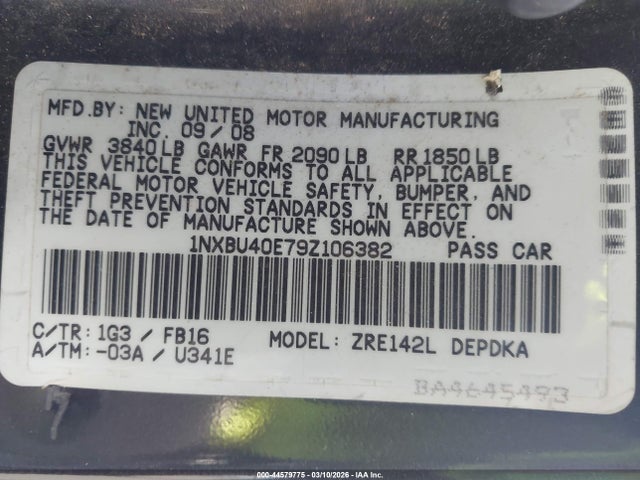 MFD.BY: NEW UNITED MOTOR MANUFACTURING
INC. 09/08
GVWR 3840LB GAWR FR 2090LB RR 1850LB
THIS VEHICLE CONFORMS TO ALL APPLICABLE
FEDERAL MOTOR VEHICLE SAFETY, BUMPER, AND
THEFT PREVENTION STANDARDS IN EFFECT ON
THE DATE OF MANUFACTURE SHOWN ABOVE.
1NXBU40E79Z106382 PASS CAR
C/TR: 1G3 / FB16 MODEL: ZRE142L DEPDKA
A/TM: -03A / U341E
BA4645493
000-44579775 - 03/10/2026 - IAA Inc.